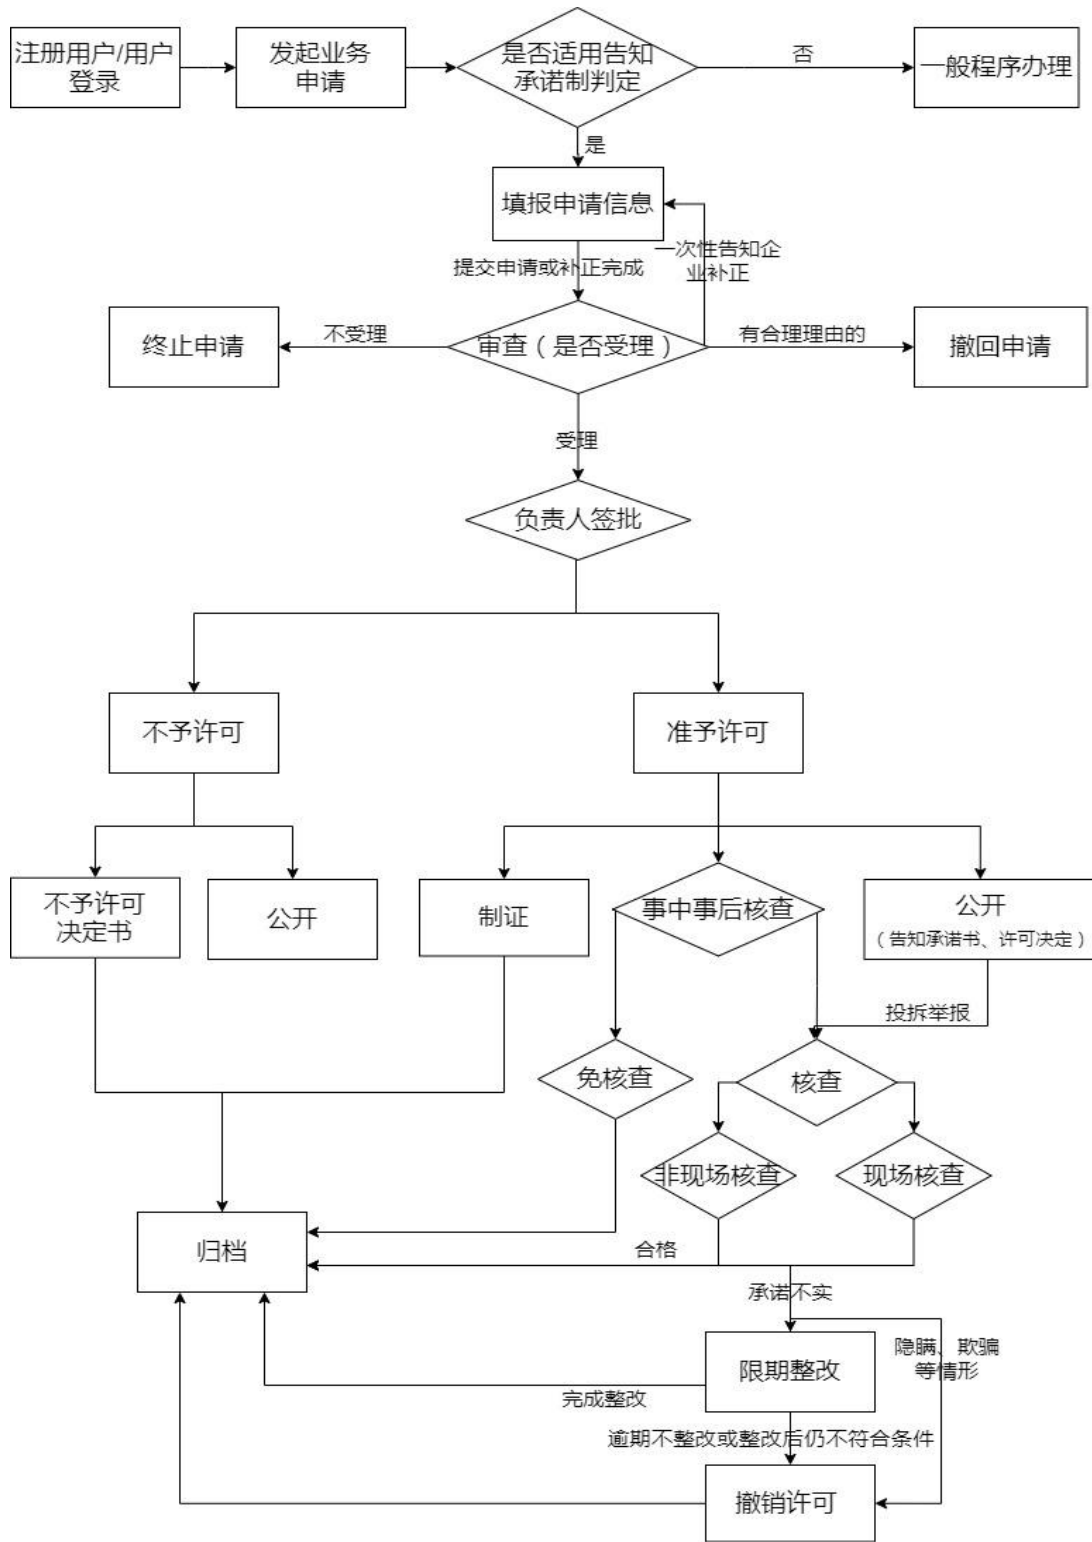 注册用户/用户
登录
发起业务
申请
是否适用告知
承诺制判定
否
一般程序办理
是
填报申请信息
提交申请或补正完成
一次性告知企
业补正
终止申请
不受理
审查（是否受理）
有合理理由的
撤回申请
受理
负责人签批
不予许可
准予许可
不予许可
决定书
公开
制证
事中事后核查
公开
（告知承诺书、许可决定）
投拆举报
免核查
核查
非现场核查
现场核查
归档
合格
承诺不实
限期整改
隐瞒、欺骗
等情形
完成整改
逾期不整改或整改后仍不符合条件
撤销许可